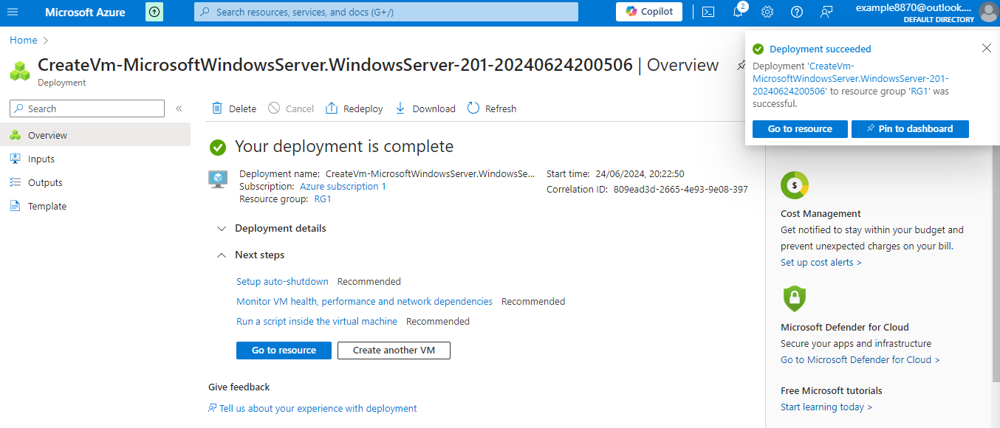 Microsoft Azure
Search resources, services, and docs (G+/)
Copilot
2
example8870@outlook....
DEFAULT DIRECTORY
Home >
CreateVm-MicrosoftWindowsServer.WindowsServer-201-20240624200506 | Overview
Deployment
Deployment succeeded
Deployment 'CreateVm-
MicrosoftWindowsServer.WindowsServer-201-
20240624200506' to resource group 'RG1' was
successful.
Go to resource
Pin to dashboard
Search
«
Overview
Inputs
Outputs
Template
Delete
Cancel
Redeploy
Download
Refresh
Your deployment is complete
Deployment name: CreateVm-MicrosoftWindowsServer.WindowsSe...
Subscription: Azure subscription 1
Resource group: RG1
Start time: 24/06/2024, 20:22:50
Correlation ID: 809ead3d-2665-4e93-9e08-397
Deployment details
Next steps
Setup auto-shutdown Recommended
Monitor VM health, performance and network dependencies Recommended
Run a script inside the virtual machine Recommended
Go to resource
Create another VM
Give feedback
Tell us about your experience with deployment
$
Cost Management
Get notified to stay within your budget and
prevent unexpected charges on your bill.
Set up cost alerts >
Microsoft Defender for Cloud
Secure your apps and infrastructure
Go to Microsoft Defender for Cloud >
Free Microsoft tutorials
Start learning today >